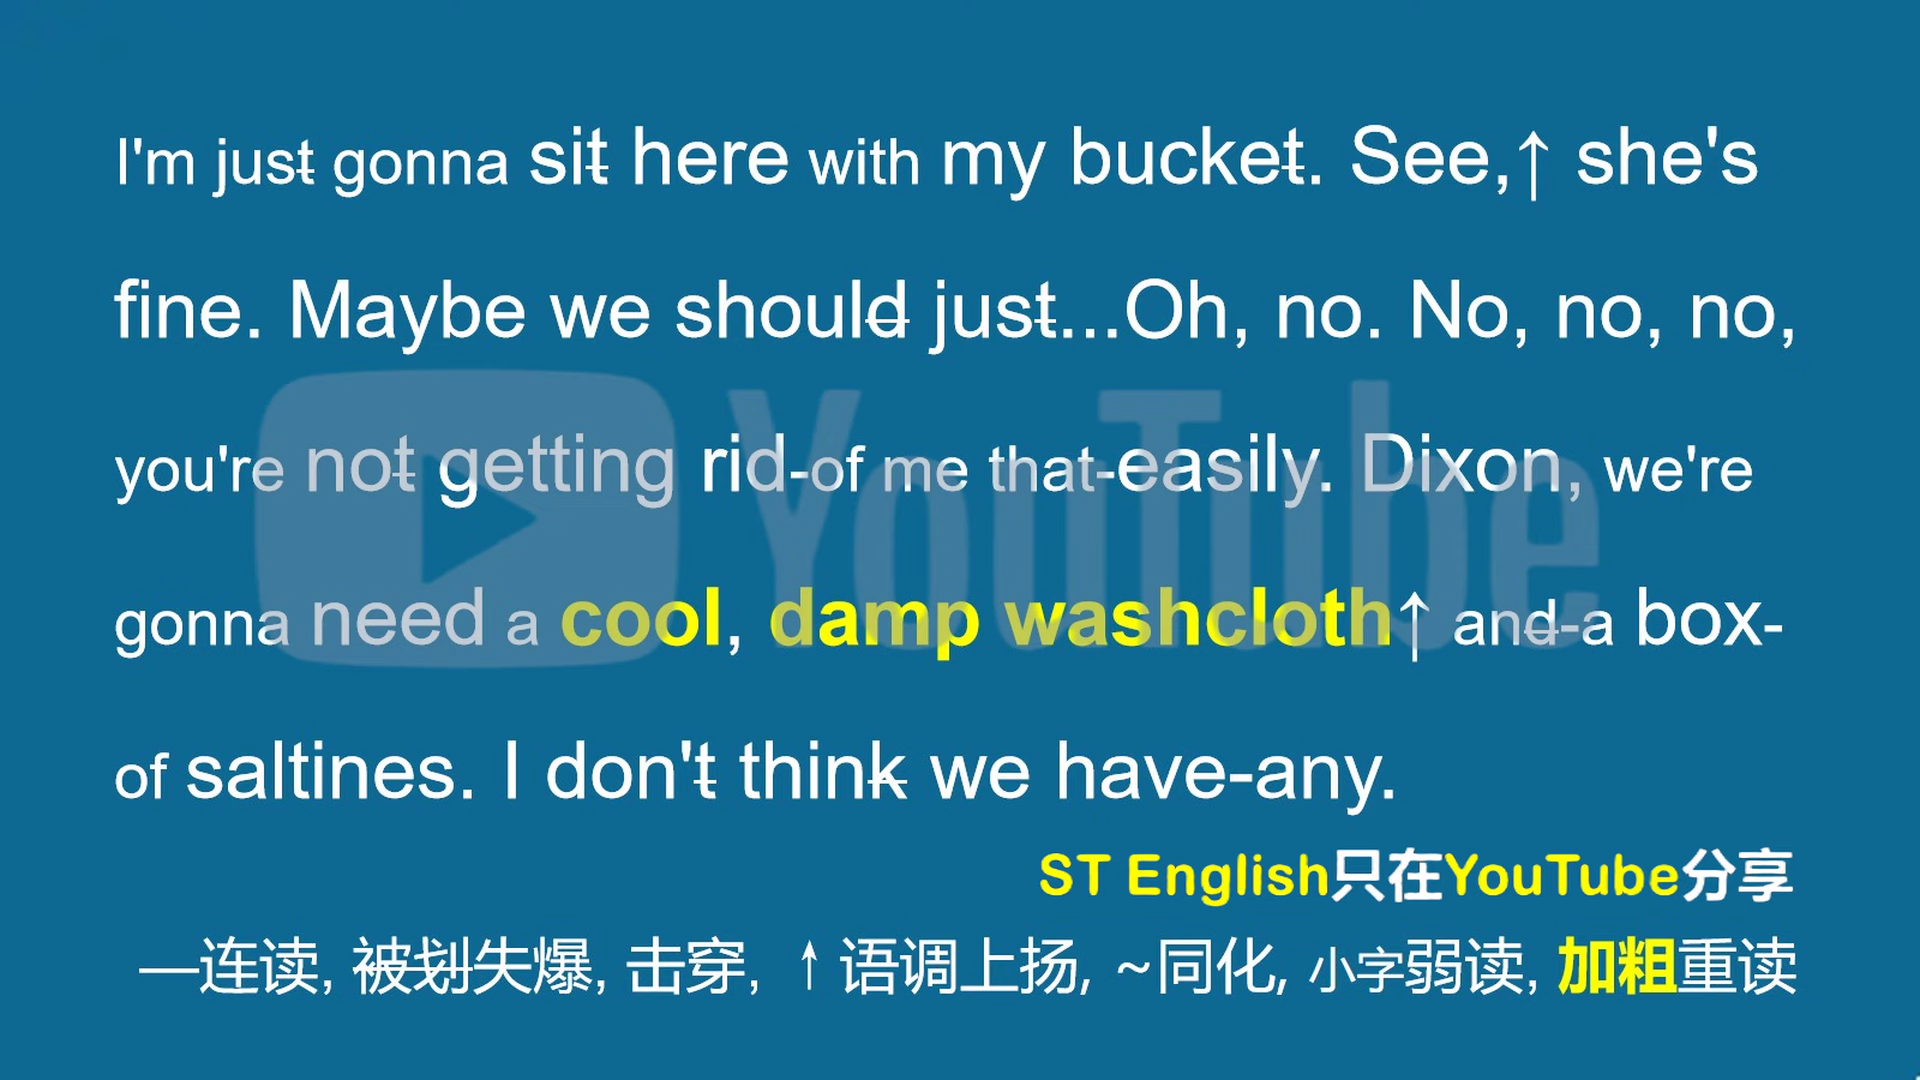 I'm just gonna sit here with my bucket. See,↑ she's
fine. Maybe we should just...Oh, no. No, no, no,
you're not getting rid-of me that-easily. Dixon, we're
gonna need a cool, damp washcloth↑ and-a box-
of saltines. I don't think we have-any.
YouTube
ST English只在YouTube分享
—连读, 被划失爆, 击穿, ↑语调上扬, ~同化, 小字弱读, 加粗重读